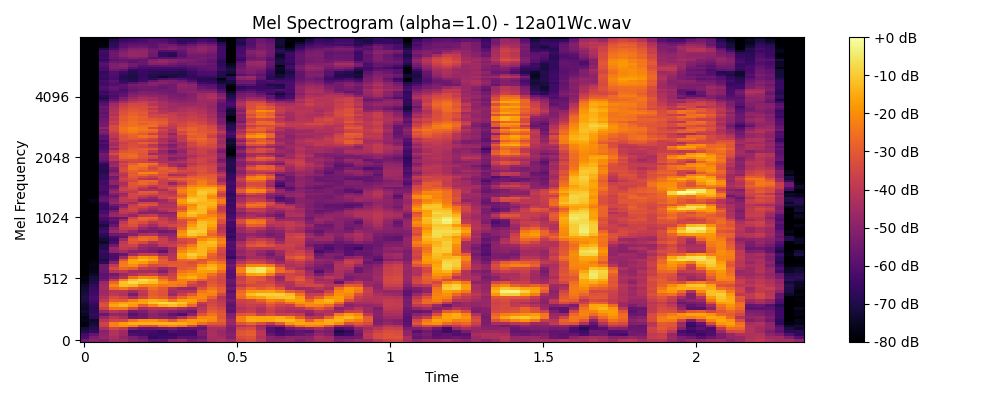 Mel Spectrogram (alpha=1.0) - 12a01Wc.wav
+0 dB
-10 dB
-20 dB
-30 dB
-40 dB
-50 dB
-60 dB
-70 dB
-80 dB
Mel Frequency
4096
2048
1024
512
0
0 0.5 1 1.5 2
Time